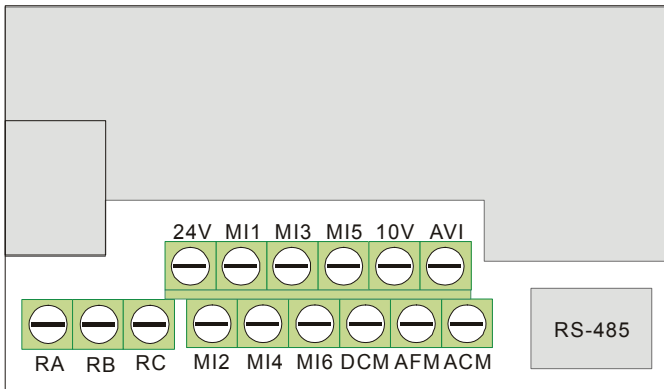 24V MI1 MI3 MI5 10V AVI
RS-485
RA RB RC MI2 MI4 MI6 DCM AFM ACM